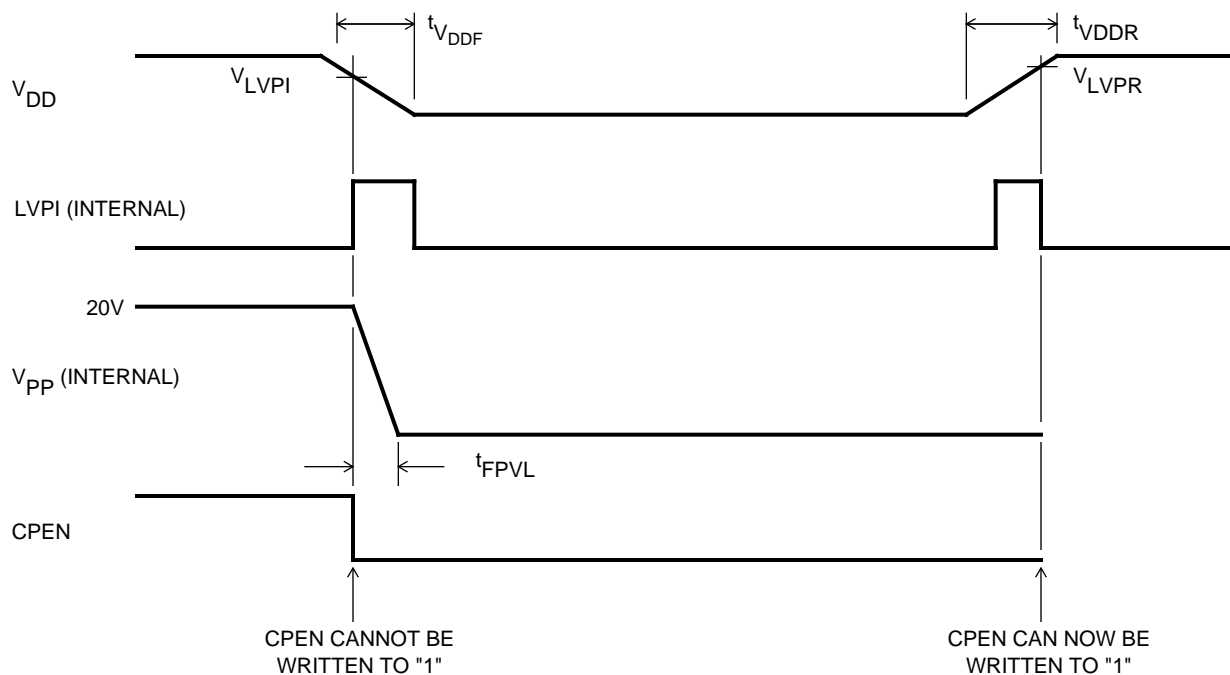 tVDDF
tVDDR
VLVPI
VLVPR
VDD
LVPI (INTERNAL)
20V
VPP (INTERNAL)
tFPVL
CPEN
CPEN CANNOT BE
WRITTEN TO "1"
CPEN CAN NOW BE
WRITTEN TO "1"